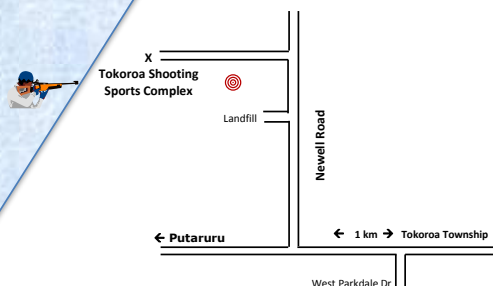 X
Tokoroa Shooting
Sports Complex
Landfill
Newell Road
← 1 km → Tokoroa Township
← Putaruru
West Parkdale Dr